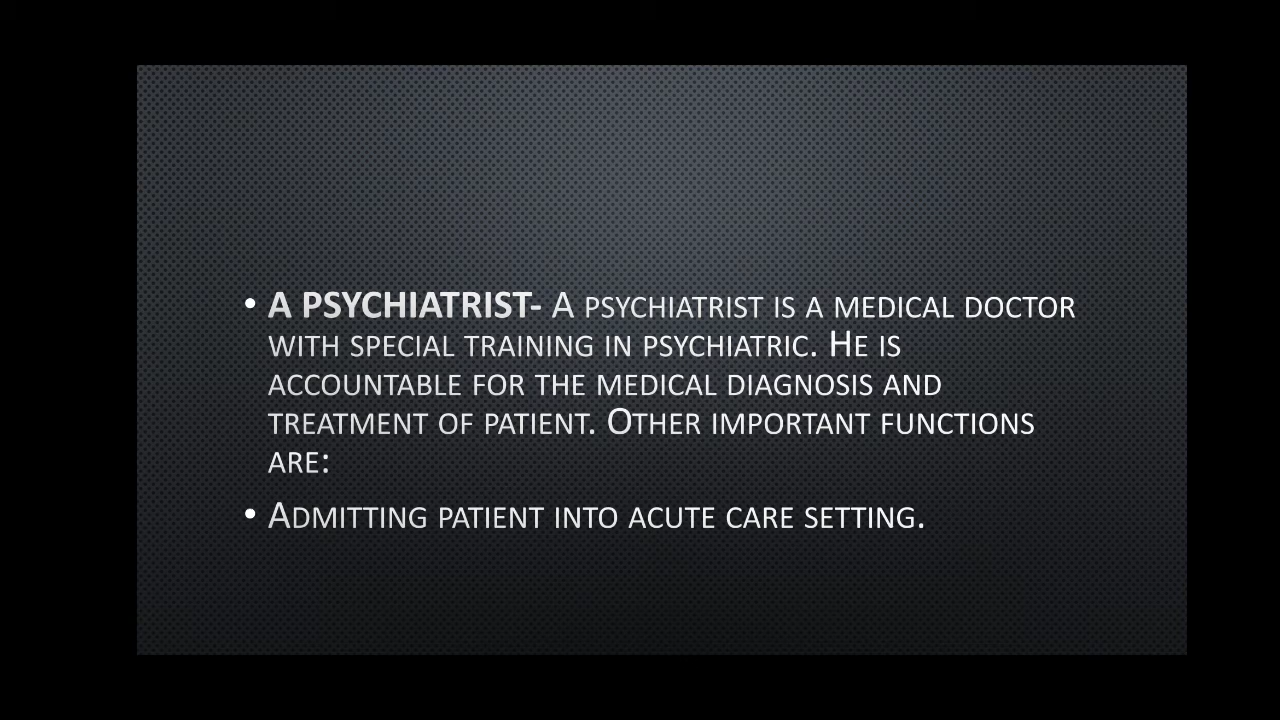 • A PSYCHIATRIST- A PSYCHIATRIST IS A MEDICAL DOCTOR
WITH SPECIAL TRAINING IN PSYCHIATRIC. HE IS
ACCOUNTABLE FOR THE MEDICAL DIAGNOSIS AND
TREATMENT OF PATIENT. OTHER IMPORTANT FUNCTIONS
ARE:
• ADMITTING PATIENT INTO ACUTE CARE SETTING.